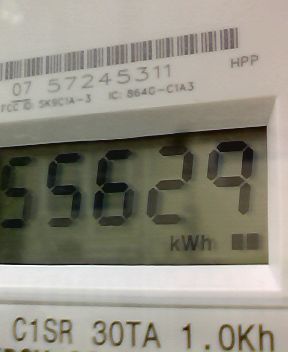 07 57245311
HPP
FCC ID: SK9C1A-3 IC: 864G-C1A3
55629
kWh
C1SR 30TA 1.0Kh